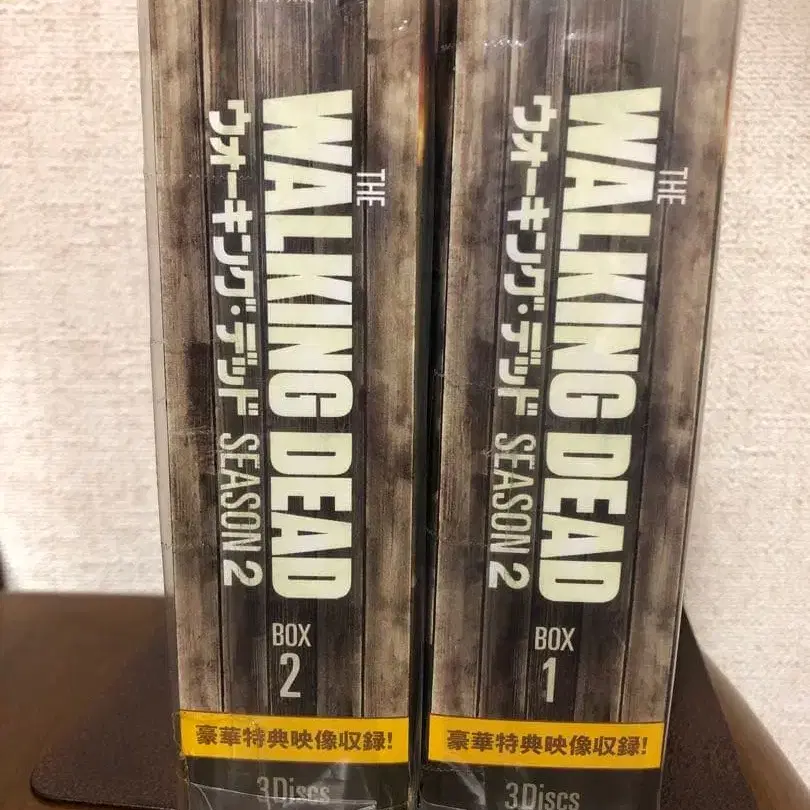 THE
WALKING DEAD
ウォーキング・デッド SEASON 2
BOX
2
豪華特典映像収録!
3Discs
THE
WALKING DEAD
ウォーキング・デッド SEASON 2
BOX
1
豪華特典映像収録!
3Discs